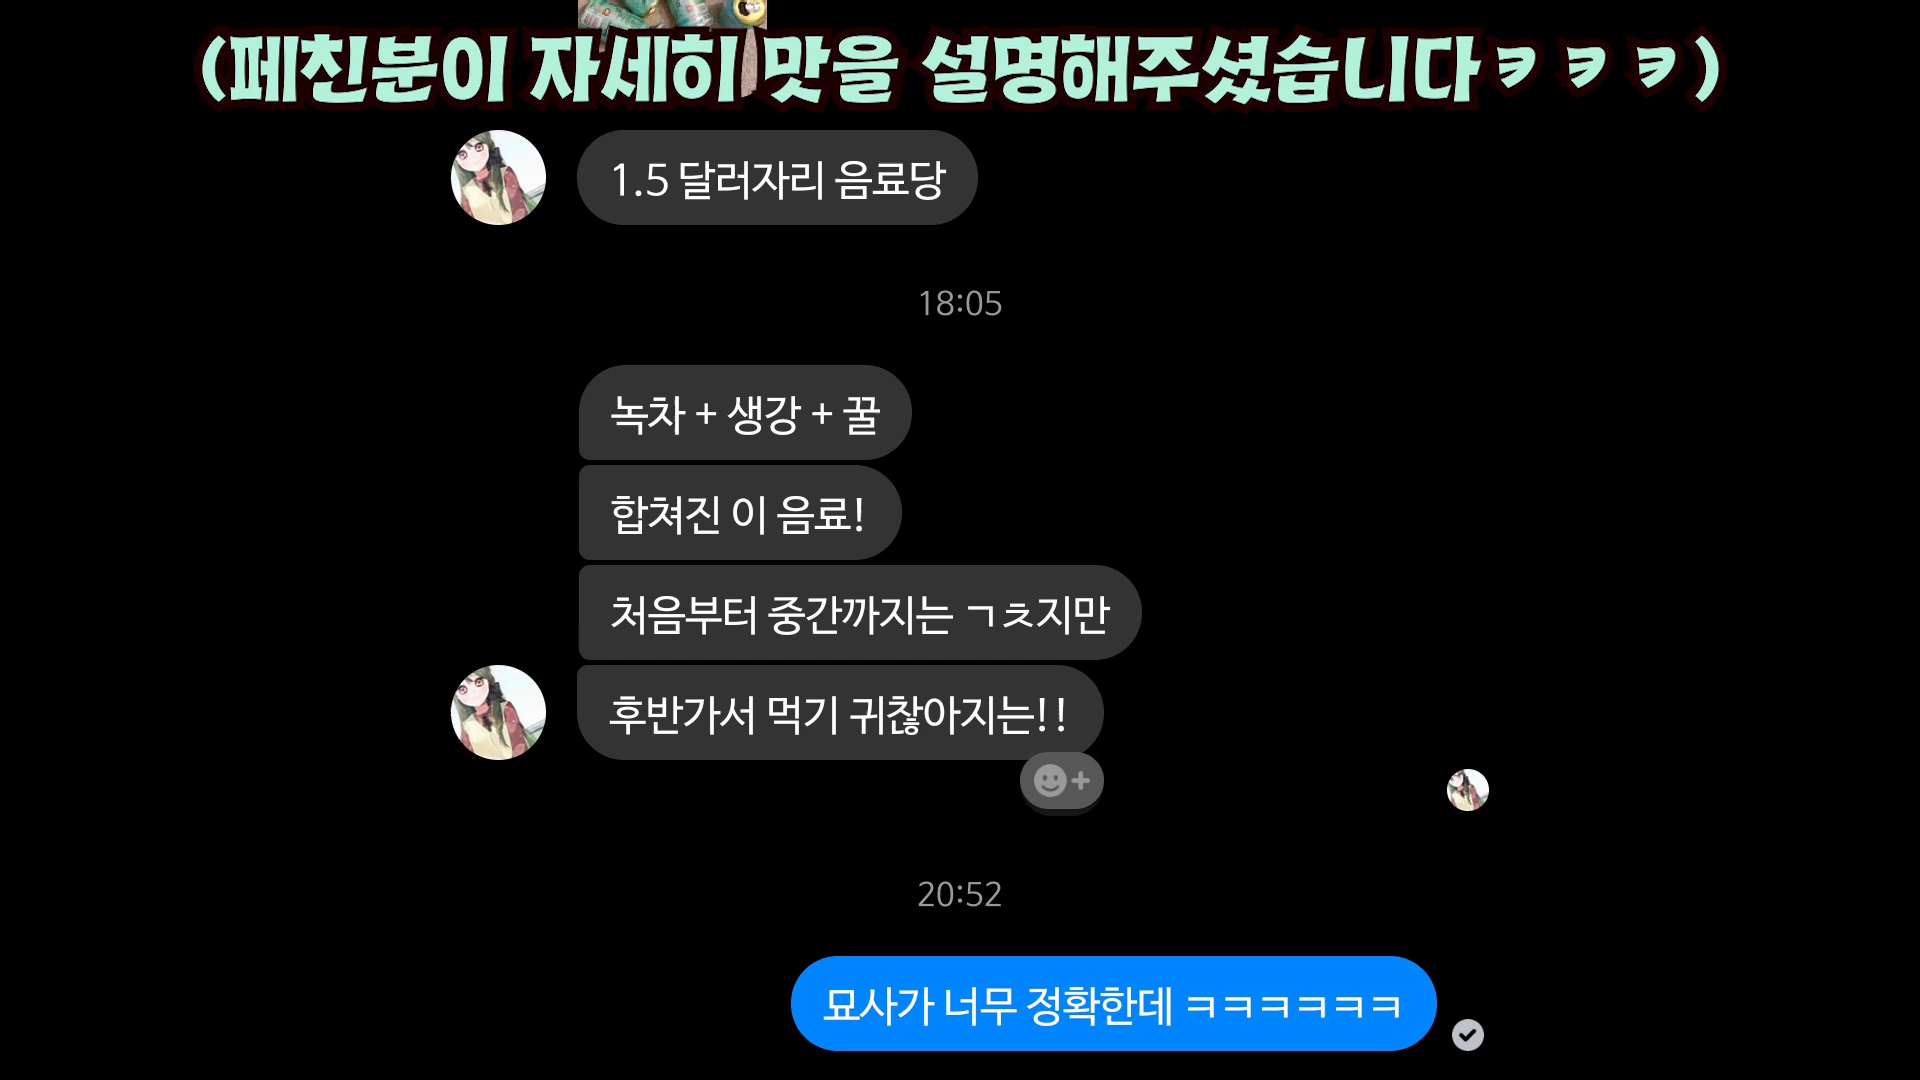 (페친분이 자세히 맛을 설명해주셨습니다ㅋㅋㅋ)
1.5 달러자리 음료당
18:05
녹차 + 생강 + 꿀
합쳐진 이 음료!
처음부터 중간까지는 ㄱㅊ지만
후반가서 먹기 귀찮아지는!!
20:52
묘사가 너무 정확한데 ㅋㅋㅋㅋㅋㅋ